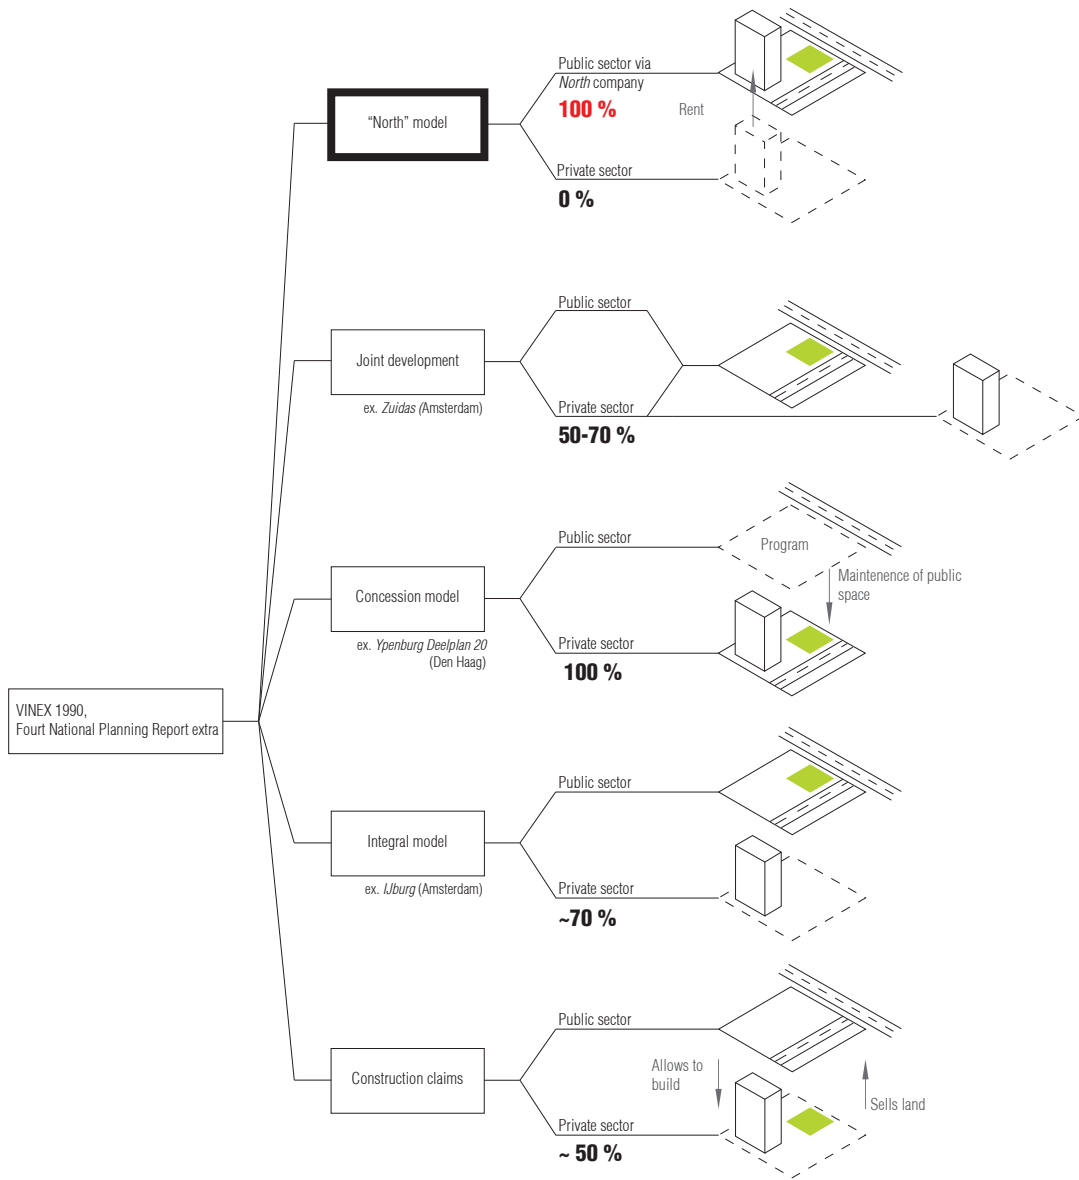 Public sector via
North company
100 %
Rent
“North” model
Private sector
0 %
Public sector
Joint development
ex. Zuidas (Amsterdam)
Private sector
50-70 %
Public sector
Program
Maintenence of public
space
Concession model
ex. Ypenburg Deelplan 20
(Den Haag)
Private sector
100 %
VINEX 1990,
Fourt National Planning Report extra
Public sector
Integral model
ex. IJburg (Amsterdam)
Private sector
~70 %
Public sector
Allows to
build
Construction claims
Sells land
Private sector
~ 50 %